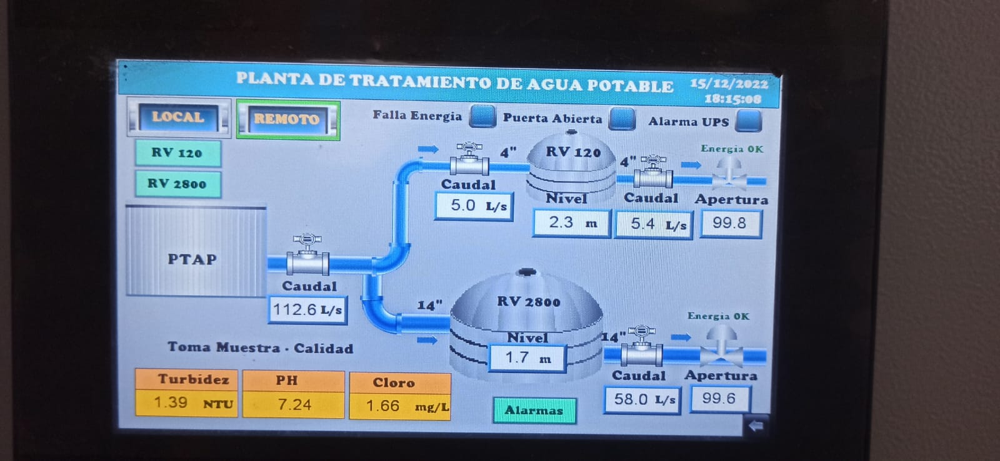 PLANTA DE TRATAMIENTO DE AGUA POTABLE
15/12/2022
18:15:08
LOCAL
REMOTO
Falla Energia
Puerta Abierta
Alarma UPS
RV 120
RV 2800
4"
RV 120
4"
Energia OK
Caudal
5.0 L/s
Nivel
2.3 m
Caudal
5.4 L/s
Apertura
99.8
PTAP
Caudal
112.6 L/s
14"
RV 2800
Nivel
1.7 m
14"
Energia OK
Caudal
58.0 L/s
Apertura
99.6
Toma Muestra - Calidad
Turbidez
1.39 NTU
PH
7.24
Cloro
1.66 mg/L
Alarmas